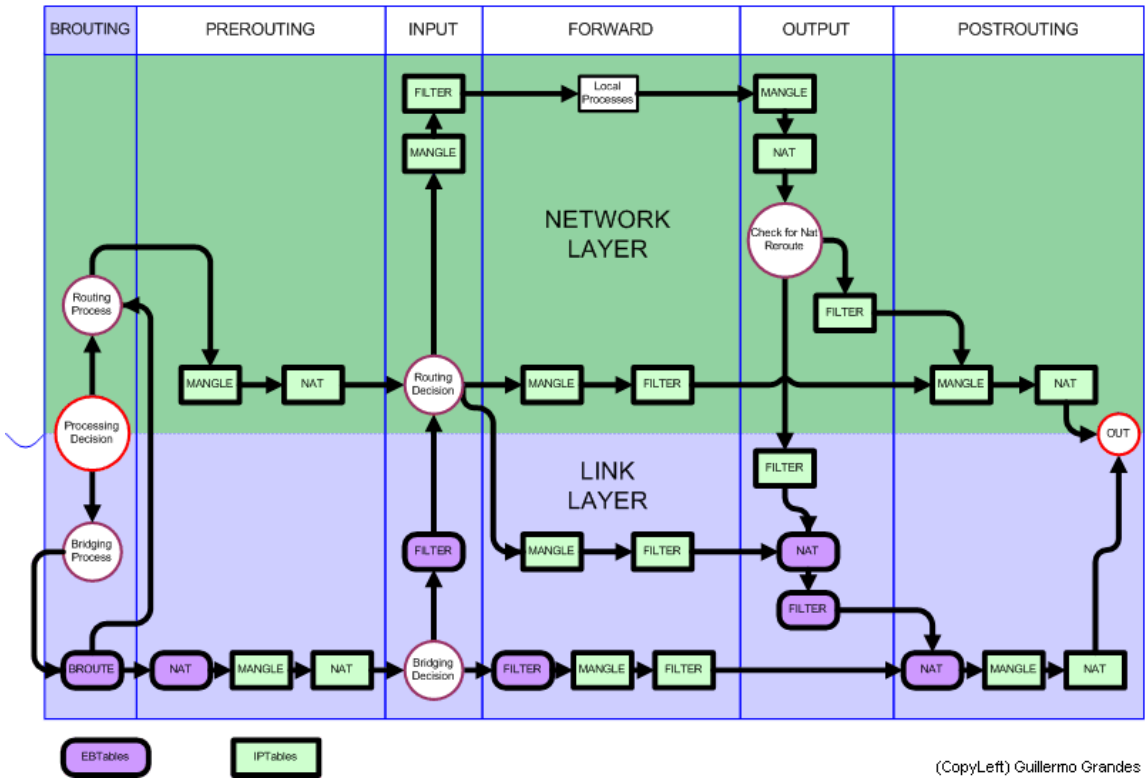 BROUTING
PREROUTING
INPUT
FORWARD
OUTPUT
POSTROUTING
FILTER
Local
Processes
MANGLE
MANGLE
NAT
NETWORK
LAYER
Check for Nat
Reroute
Routing
Process
FILTER
MANGLE
NAT
Routing
Decision
MANGLE
FILTER
MANGLE
NAT
Processing
Decision
OUT
LINK
LAYER
FILTER
Bridging
Process
FILTER
MANGLE
FILTER
NAT
FILTER
BROUTE
NAT
MANGLE
NAT
Bridging
Decision
FILTER
MANGLE
FILTER
NAT
MANGLE
NAT
EBTables
IPTables
(CopyLeft) Guillermo Grandes